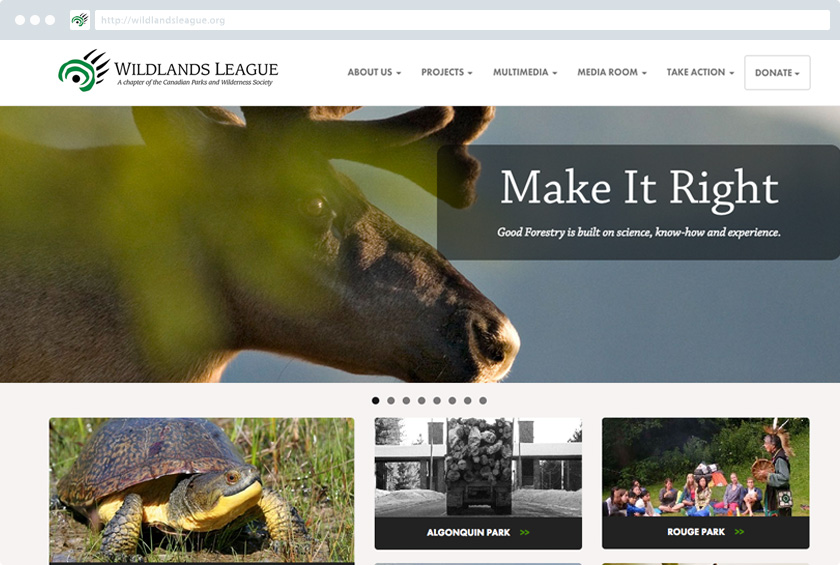 http://wildlandsleague.org
WILDLANDS LEAGUE
A chapter of the Canadian Parks and Wilderness Society
ABOUT US
PROJECTS
MULTIMEDIA
MEDIA ROOM
TAKE ACTION
DONATE
Make It Right
Good Forestry is built on science, know-how and experience.
ALGONQUIN PARK >>
ROUGE PARK >>